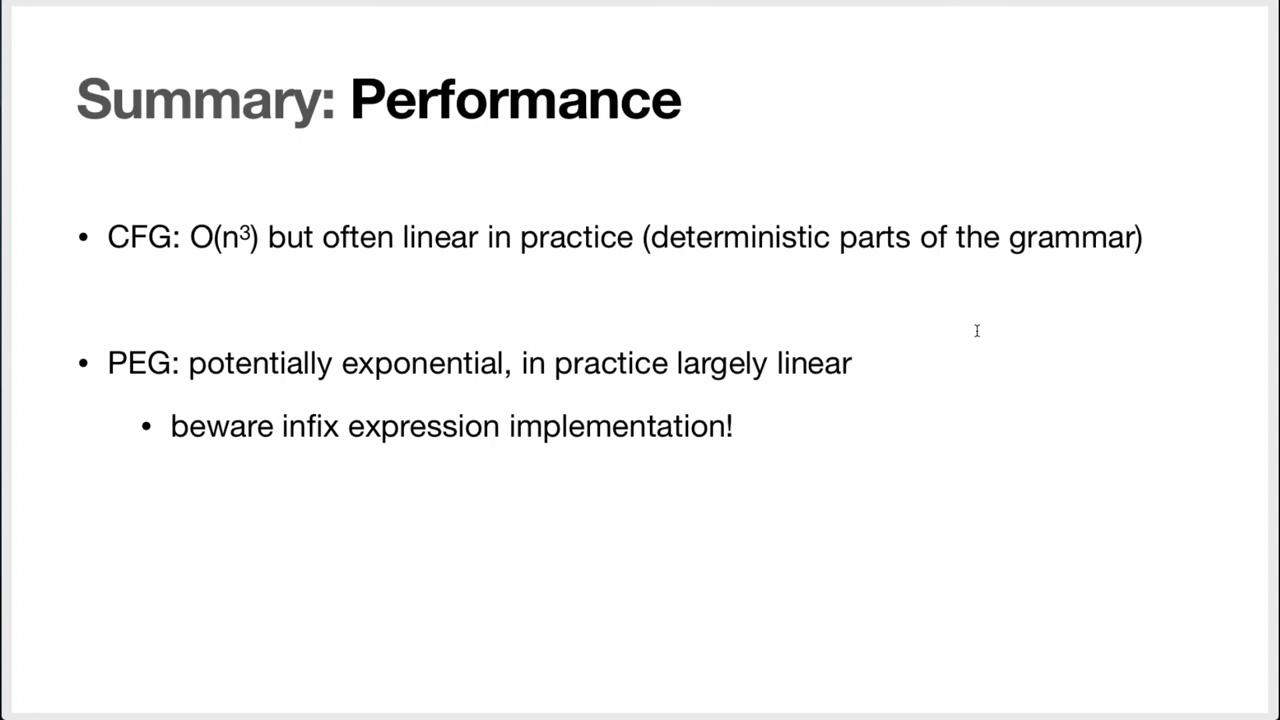 Summary: Performance
• CFG: O(n³) but often linear in practice (deterministic parts of the grammar)
• PEG: potentially exponential, in practice largely linear
• beware infix expression implementation!